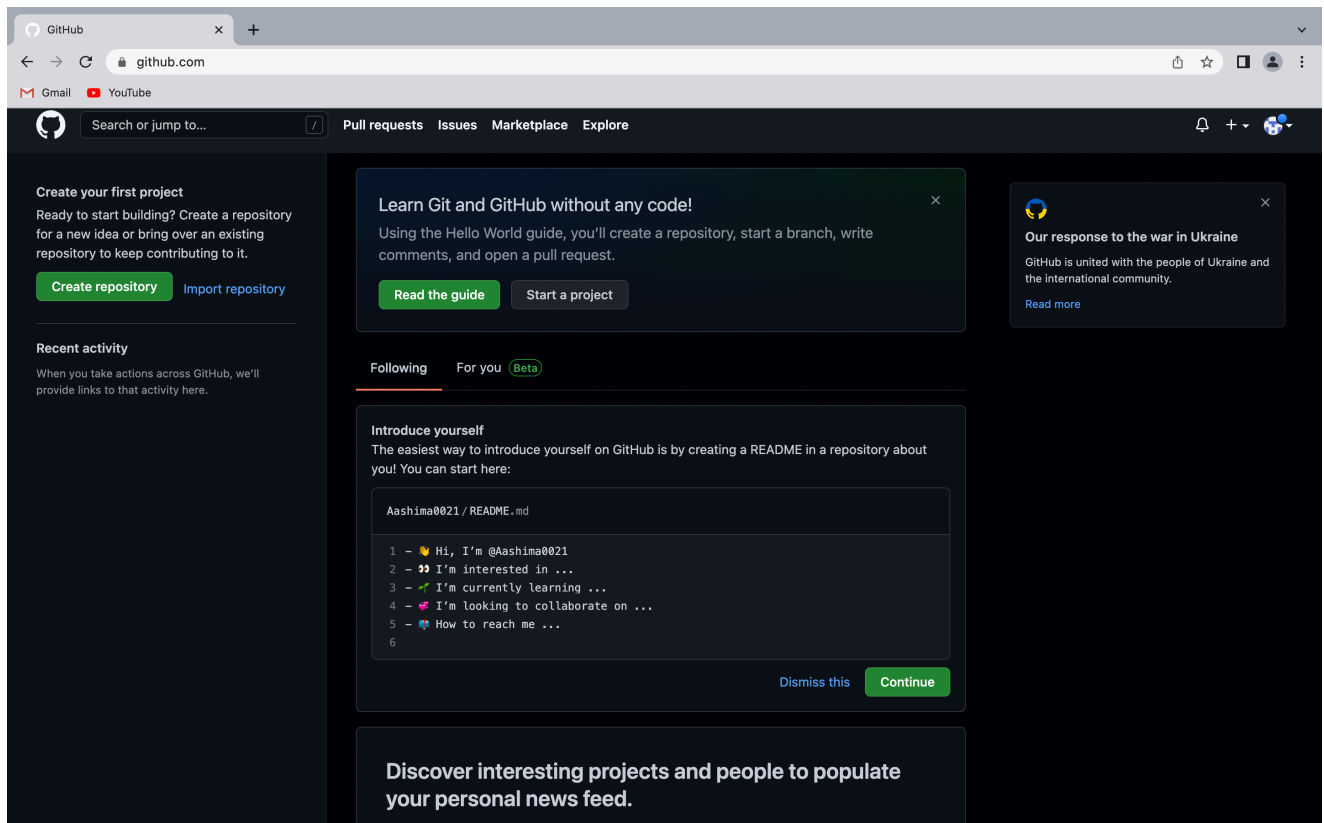 GitHub
github.com
Gmail YouTube
Search or jump to... / Pull requests Issues Marketplace Explore
Create your first project
Ready to start building? Create a repository
for a new idea or bring over an existing
repository to keep contributing to it.
Create repository Import repository
Recent activity
When you take actions across GitHub, we’ll
provide links to that activity here.
Learn Git and GitHub without any code!
Using the Hello World guide, you’ll create a repository, start a branch, write
comments, and open a pull request.
Read the guide Start a project
Following For you Beta
Introduce yourself
The easiest way to introduce yourself on GitHub is by creating a README in a repository about
you! You can start here:
Aashima0021/README.md
1 - 👋 Hi, I’m @Aashima0021
2 - 👀 I’m interested in ...
3 - 🌱 I’m currently learning ...
4 - 💞️ I’m looking to collaborate on ...
5 - 📫 How to reach me ...
6
Dismiss this Continue
Discover interesting projects and people to populate
your personal news feed.
Our response to the war in Ukraine
GitHub is united with the people of Ukraine and
the international community.
Read more